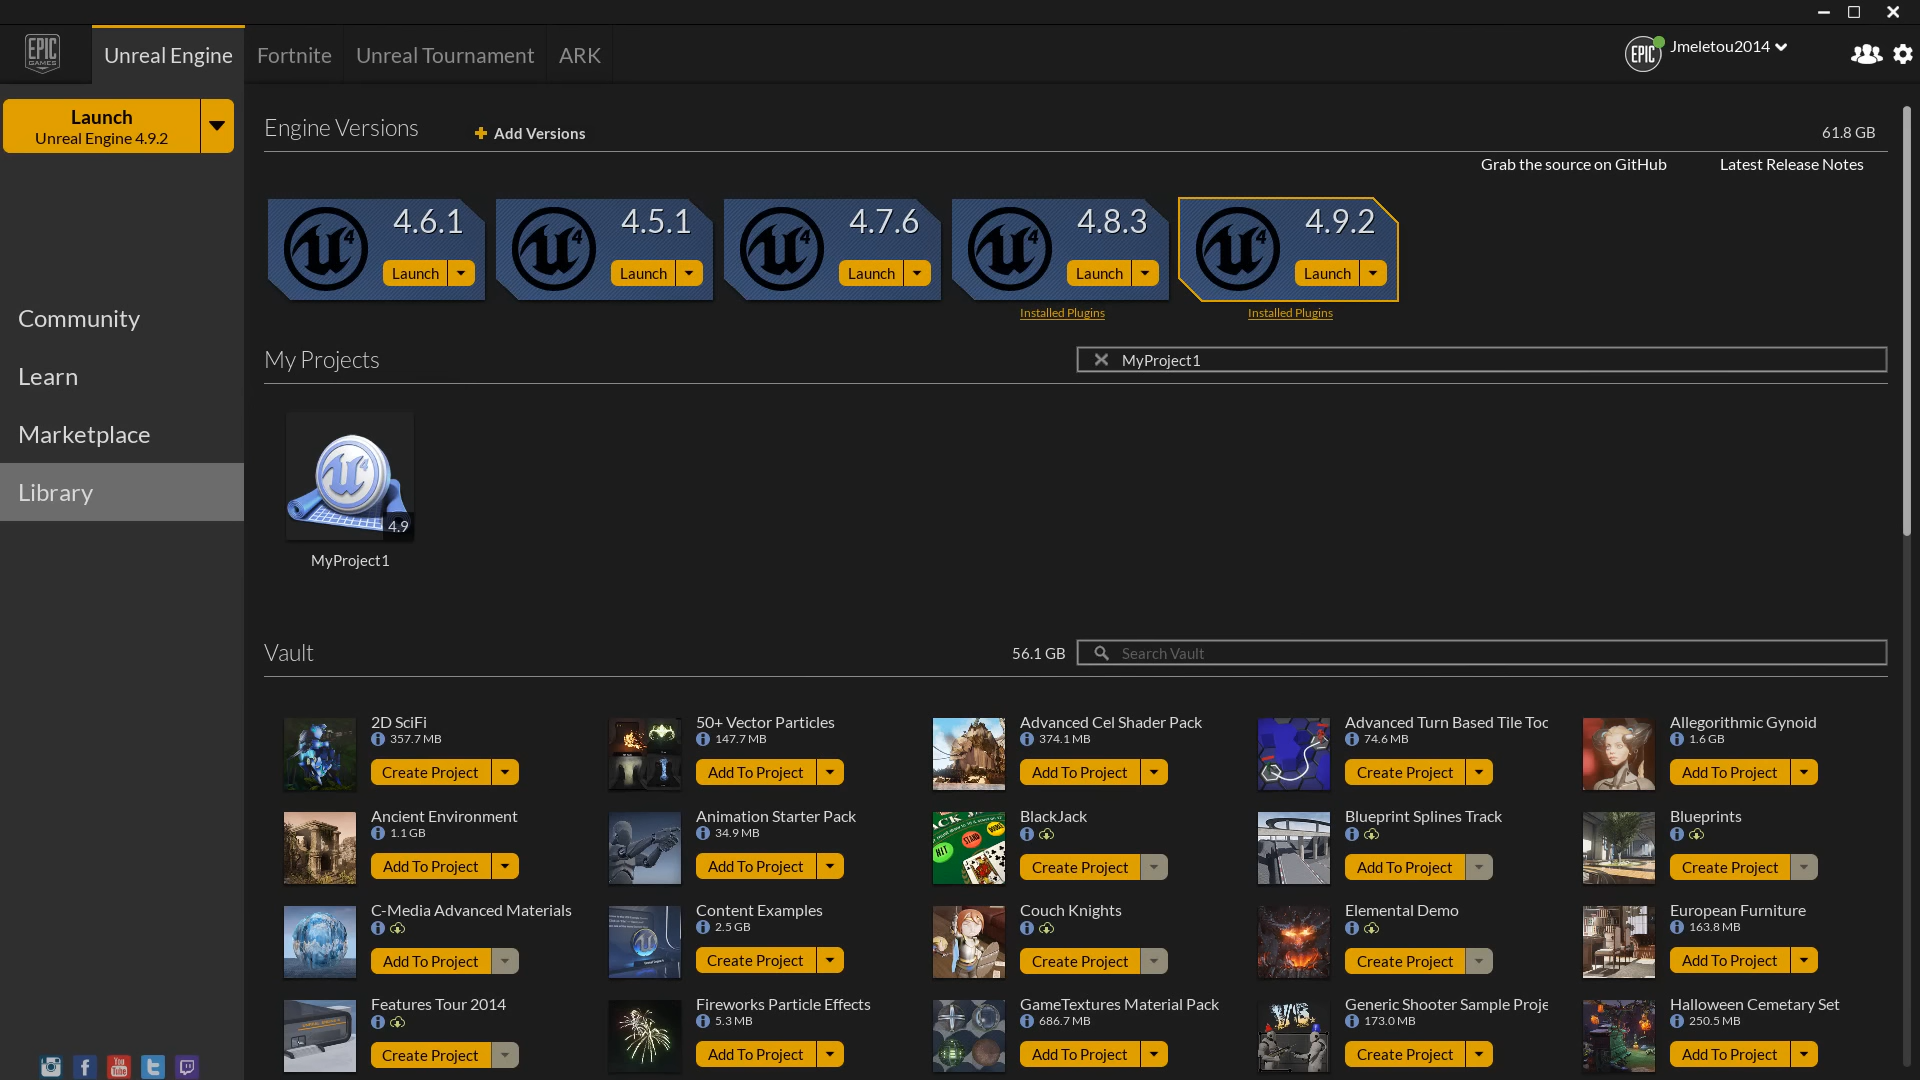 EPIC GAMES
Unreal Engine
Fortnite
Unreal Tournament
ARK
EPIC
Jmeletou2014
Launch
Unreal Engine 4.9.2
Community
Learn
Marketplace
Library
Engine Versions
Add Versions
61.8 GB
Grab the source on GitHub
Latest Release Notes
4.6.1
Launch
4.5.1
Launch
4.7.6
Launch
4.8.3
Launch
Installed Plugins
4.9.2
Launch
Installed Plugins
My Projects
MyProject1
4.9
MyProject1
Vault
56.1 GB
Search Vault
2D SciFi
357.7 MB
Create Project
50+ Vector Particles
147.7 MB
Add To Project
Advanced Cel Shader Pack
374.1 MB
Add To Project
Advanced Turn Based Tile Toc
74.6 MB
Create Project
Allegorithmic Gynoid
1.6 GB
Add To Project
Ancient Environment
1.1 GB
Add To Project
Animation Starter Pack
34.9 MB
Add To Project
BlackJack
Create Project
Blueprint Splines Track
Add To Project
Blueprints
Create Project
C-Media Advanced Materials
Add To Project
Content Examples
2.5 GB
Create Project
Couch Knights
Create Project
Elemental Demo
Create Project
European Furniture
163.8 MB
Add To Project
Features Tour 2014
Create Project
Fireworks Particle Effects
5.3 MB
Add To Project
GameTextures Material Pack
686.7 MB
Add To Project
Generic Shooter Sample Proje
173.0 MB
Create Project
Halloween Cemetary Set
250.5 MB
Add To Project